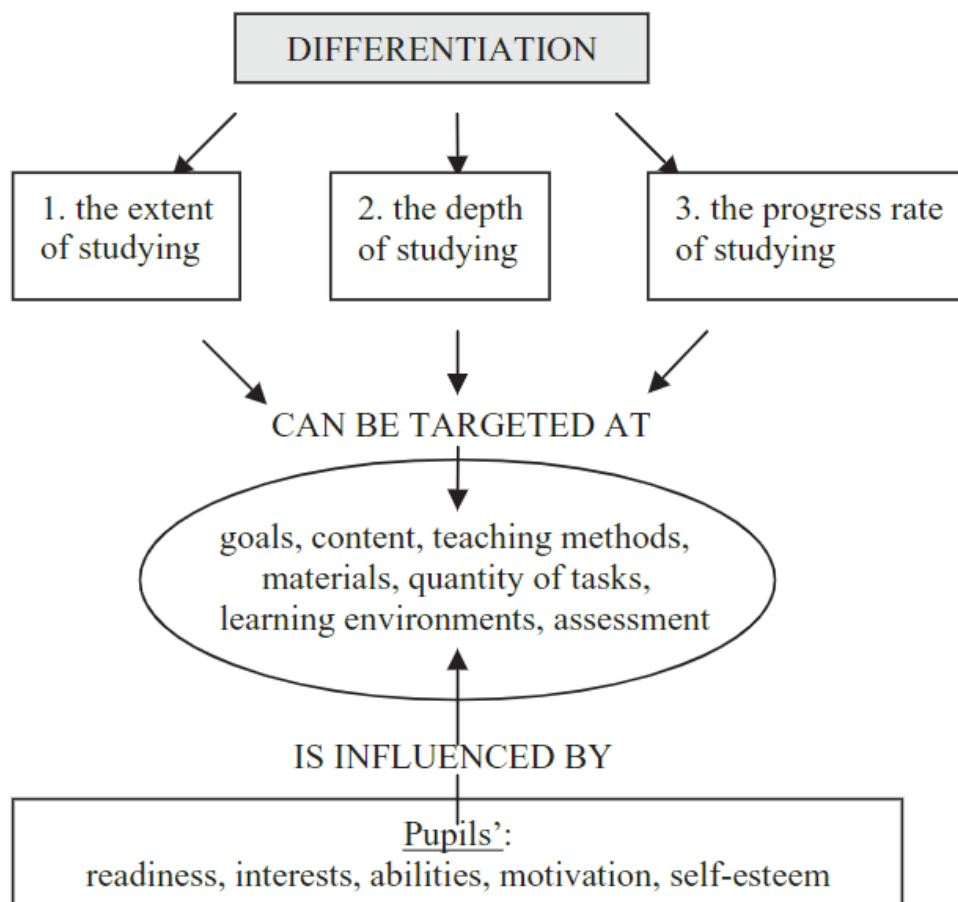 DIFFERENTIATION
1. the extent
of studying
2. the depth
of studying
3. the progress rate
of studying
CAN BE TARGETED AT
goals, content, teaching methods,
materials, quantity of tasks,
learning environments, assessment
IS INFLUENCED BY
Pupils’:
readiness, interests, abilities, motivation, self-esteem